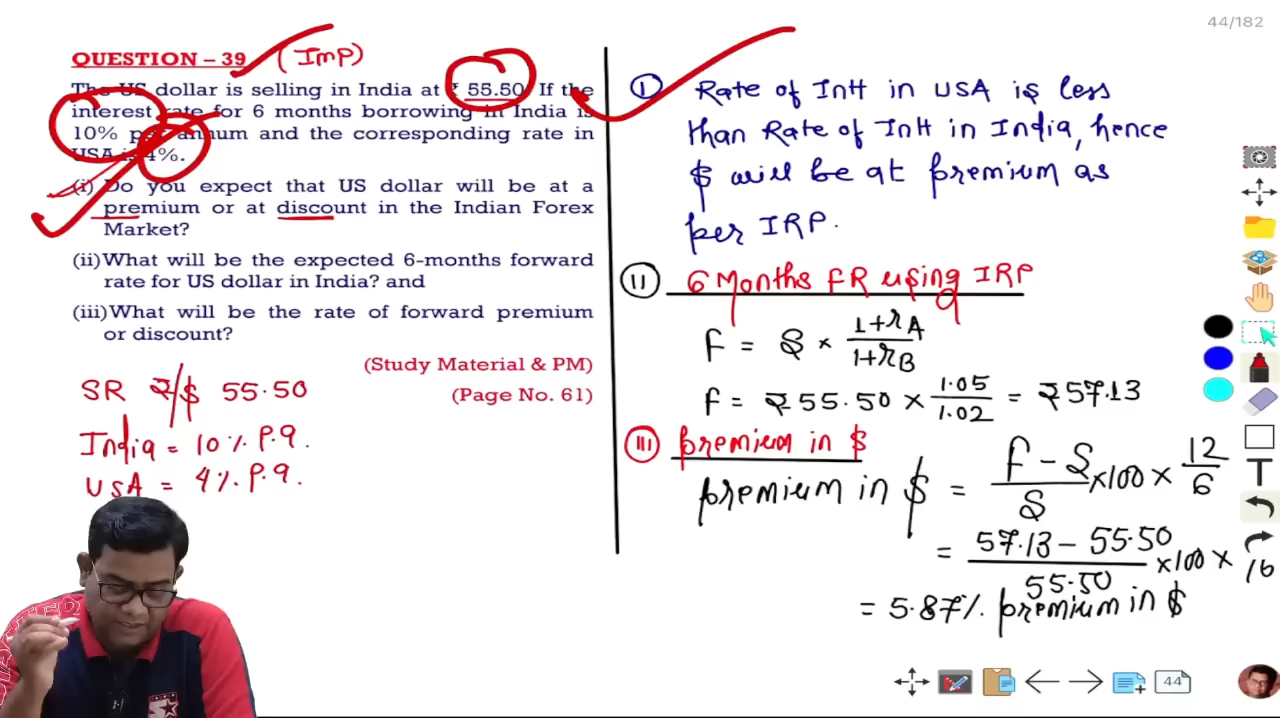 44/182
QUESTION – 39 (IMP)
The US dollar is selling in India at ₹ 55.50. If the
interest rate for 6 months borrowing in India is
10% per annum and the corresponding rate in
USA is 4%.
(i) Do you expect that US dollar will be at a
premium or at discount in the Indian Forex
Market?
(ii) What will be the expected 6-months forward
rate for US dollar in India? and
(iii) What will be the rate of forward premium
or discount?
(Study Material & PM)
(Page No. 61)
SR ₹/$ 55.50
India = 10% P.a.
USA = 4% P.a.
I Rate of Intt in USA is less
than Rate of Intt in India, hence
$ will be at premium as
per IRP.
II 6 Months FR using IRP
F = S × 1+rA / 1+rB
F = ₹ 55.50 × 1.05 / 1.02 = ₹57.13
III premium in $
premium in $ = F - S / S ×100 × 12 / 6
= 57.13 - 55.50 / 55.50 ×100 ×
= 5.87% premium in $
T
44